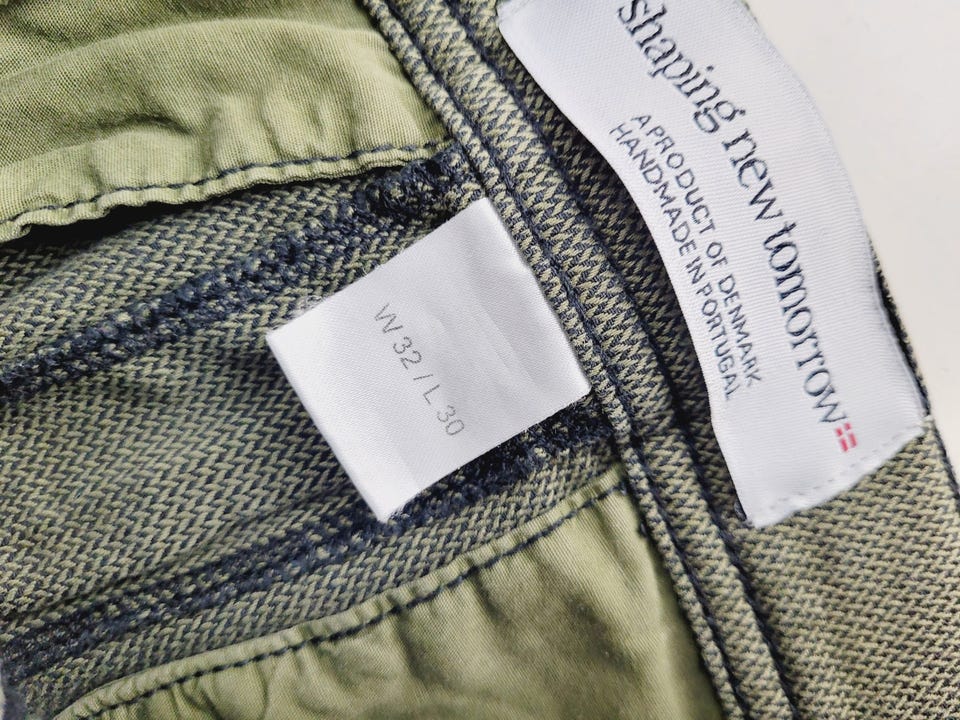 shaping new tomorrow
A PRODUCT OF DENMARK
HANDMADE IN PORTUGAL
W 32 / L 30